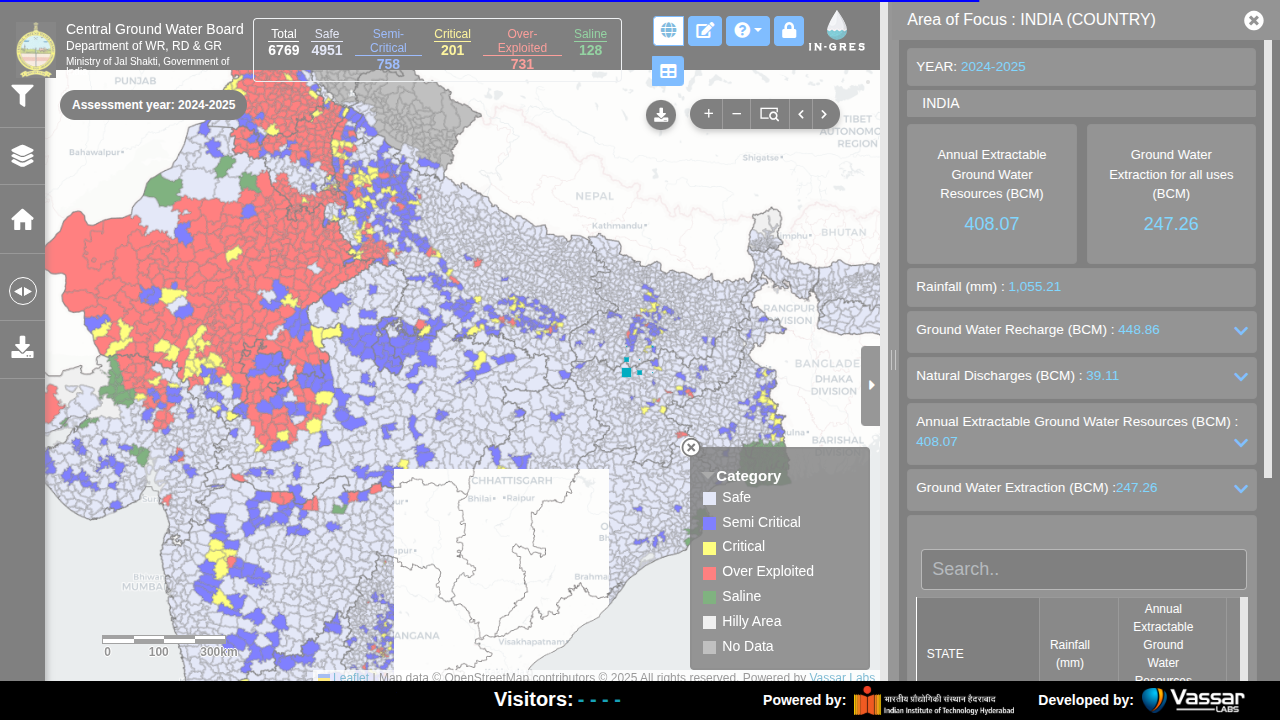 Central Ground Water Board
Department of WR, RD & GR
Ministry of Jal Shakti, Government of
Total
6769
Safe
4951
Semi-
Critical
758
Critical
201
Over-
Exploited
731
Saline
128
IN-GRES
Assessment year: 2024-2025
PUNJAB
Bahawalpur
TIBET
AUTONOMO
REGION
Shigatse
NEPAL
Kathmandu
BHUTAN
RANGPUR
BANGLADE
DHAKA
DIVISION
BARISHAL
MUMBAI
CHHATTISGARH
Bhilai
Raipur
Visakhapatnam
0 100 300km
Category
Safe
Semi Critical
Critical
Over Exploited
Saline
Hilly Area
No Data
Leaflet | Map data © OpenStreetMap contributors © 2025 All rights reserved, Powered by Vassar Labs
Area of Focus : INDIA (COUNTRY)
YEAR: 2024-2025
INDIA
Annual Extractable
Ground Water
Resources (BCM)
408.07
Ground Water
Extraction for all uses
(BCM)
247.26
Rainfall (mm) : 1,055.21
Ground Water Recharge (BCM) : 448.86
Natural Discharges (BCM) : 39.11
Annual Extractable Ground Water Resources (BCM) :
408.07
Ground Water Extraction (BCM) :247.26
Search..
STATE
Rainfall
(mm)
Annual
Extractable
Ground
Water
Resources
Visitors: - - - -
Powered by:
भारतीय प्रौद्योगिकी संस्थान हैदराबाद
Indian Institute of Technology Hyderabad
Developed by:
Vassar
LABS